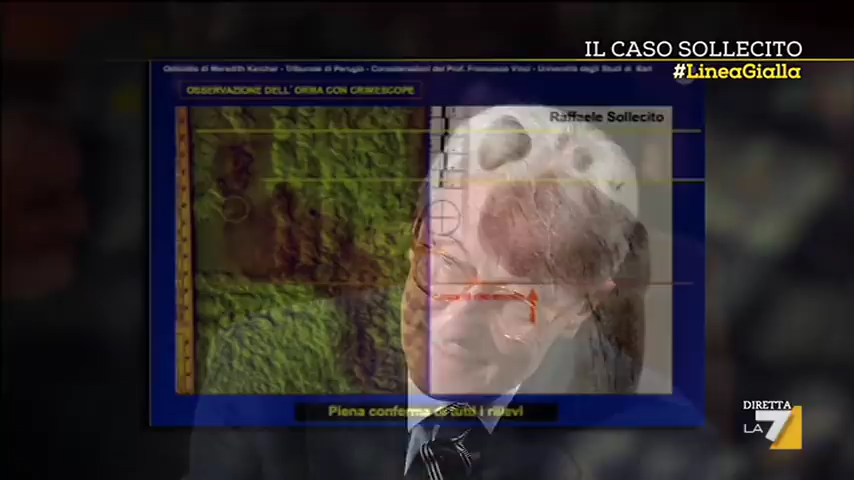 IL CASO SOLLECITO
#LineaGialla
Omicidio di Meredith Kercher - Tribunale di Perugia - Considerazioni del Prof. Francesco Vinci - Università degli Studi di Bari
OSSERVAZIONE DELL'ORMA CON CRIMESCOPE
Raffaele Sollecito
Piena conferma di tutti i rilievi
DIRETTA
LA7